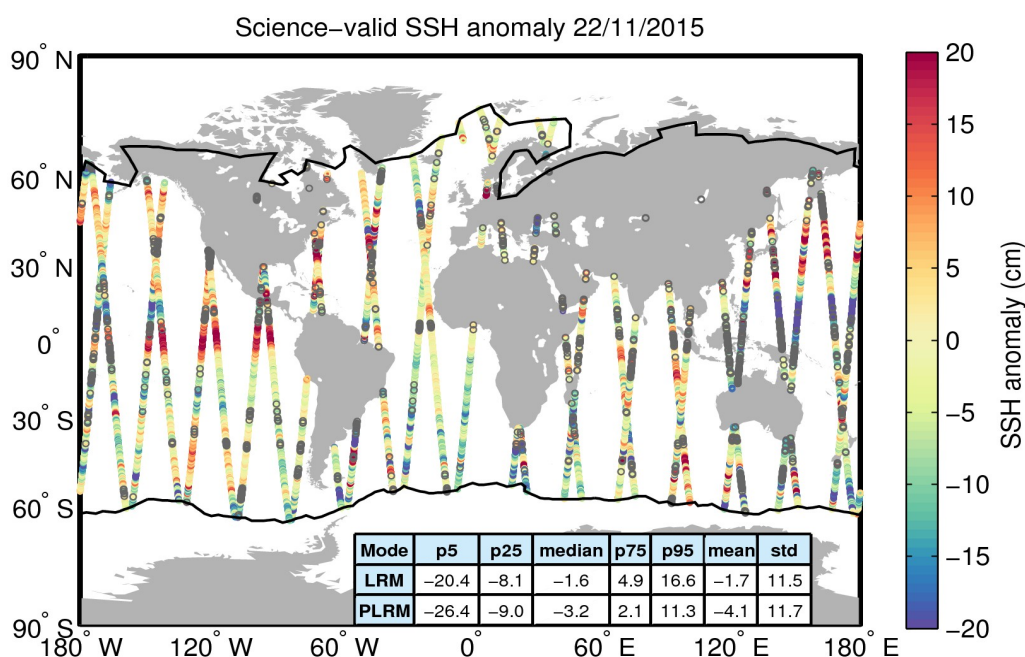 Science−valid SSH anomaly 22/11/2015
90° N
60° N
30° N
0°
30° S
60° S
90° S
180° W
120° W
60° W
0°
60° E
120° E
180° E
Mode p5 p25 median p75 p95 mean std
LRM −20.4 −8.1 −1.6 4.9 16.6 −1.7 11.5
PLRM −26.4 −9.0 −3.2 2.1 11.3 −4.1 11.7
20
15
10
5
0
−5
−10
−15
−20
SSH anomaly (cm)